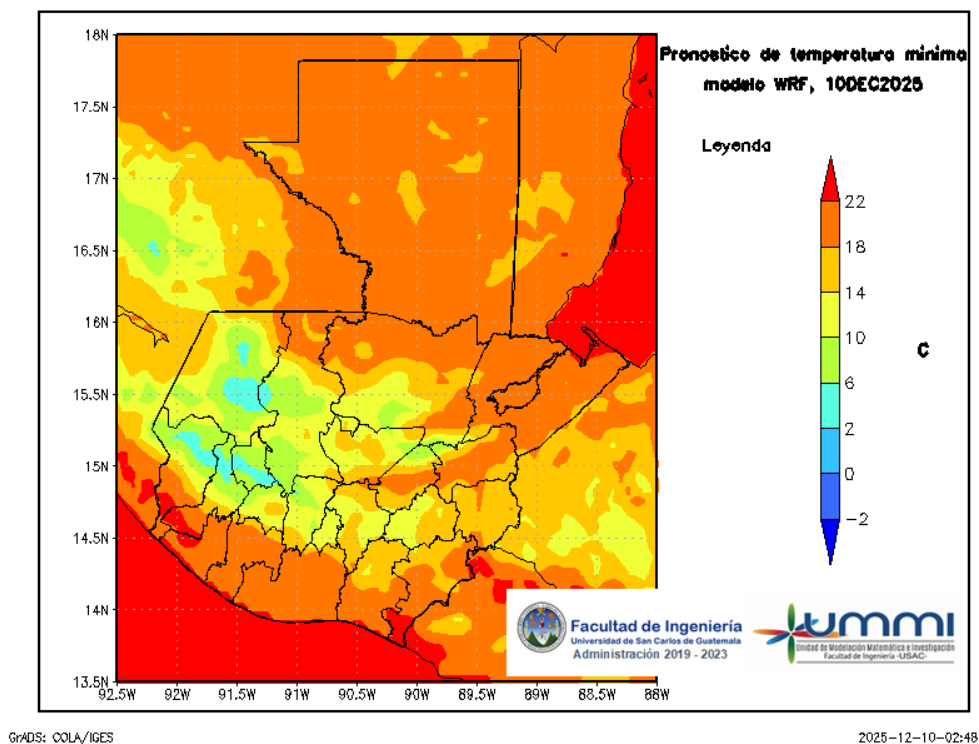 Pronostico de temperatura minima
modelo WRF, 10DEC2025
Leyenda
22
18
14
10
6
2
0
−2
C
18N
17.5N
17N
16.5N
16N
15.5N
15N
14.5N
14N
13.5N
92.5W 92W 91.5W 91W 90.5W 90W 89.5W 89W 88.5W 88W
Facultad de Ingeniería
Universidad de San Carlos de Guatemala
Administración 2019 - 2023
UMMI
Unidad de Modelación Matemática e Investigación
Facultad de Ingeniería -USAC-
GrADS: COLA/IGES
2025-12-10-02:48